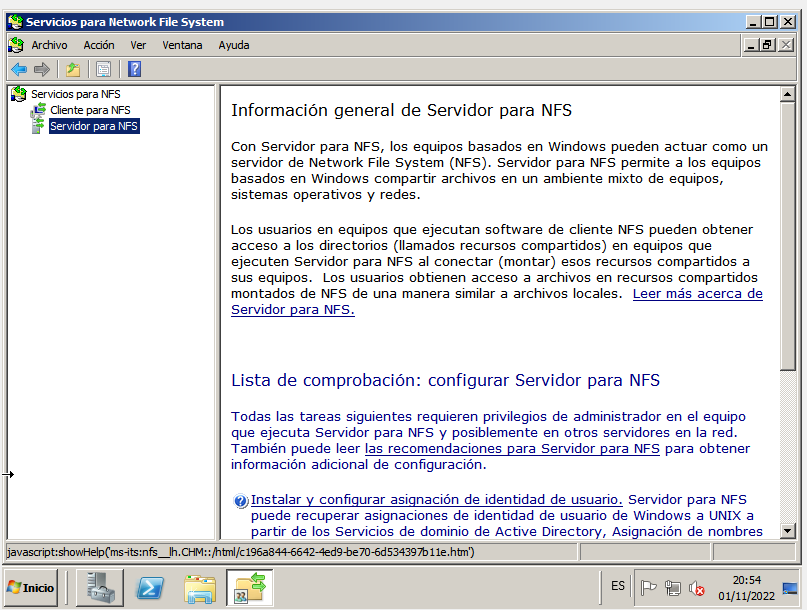 Servicios para Network File System
Archivo Acción Ver Ventana Ayuda
Servicios para NFS
Cliente para NFS
Servidor para NFS
Información general de Servidor para NFS
Con Servidor para NFS, los equipos basados en Windows pueden actuar como un
servidor de Network File System (NFS). Servidor para NFS permite a los equipos
basados en Windows compartir archivos en un ambiente mixto de equipos,
sistemas operativos y redes.
Los usuarios en equipos que ejecutan software de cliente NFS pueden obtener
acceso a los directorios (llamados recursos compartidos) en equipos que
ejecuten Servidor para NFS al conectar (montar) esos recursos compartidos a
sus equipos. Los usuarios obtienen acceso a archivos en recursos compartidos
montados de NFS de una manera similar a archivos locales. Leer más acerca de
Servidor para NFS.
Lista de comprobación: configurar Servidor para NFS
Todas las tareas siguientes requieren privilegios de administrador en el equipo
que ejecuta Servidor para NFS y posiblemente en otros servidores en la red.
También puede leer las recomendaciones para Servidor para NFS para obtener
información adicional de configuración.
Instalar y configurar asignación de identidad de usuario. Servidor para NFS
puede recuperar asignaciones de identidad de usuario de Windows a UNIX a
partir de los Servicios de dominio de Active Directory, Asignación de nombres
javascript:showHelp('ms-its:nfs__lh.CHM::/html/c196a844-6642-4ed9-be70-6d534397b11e.htm')
Inicio
ES
20:54
01/11/2022